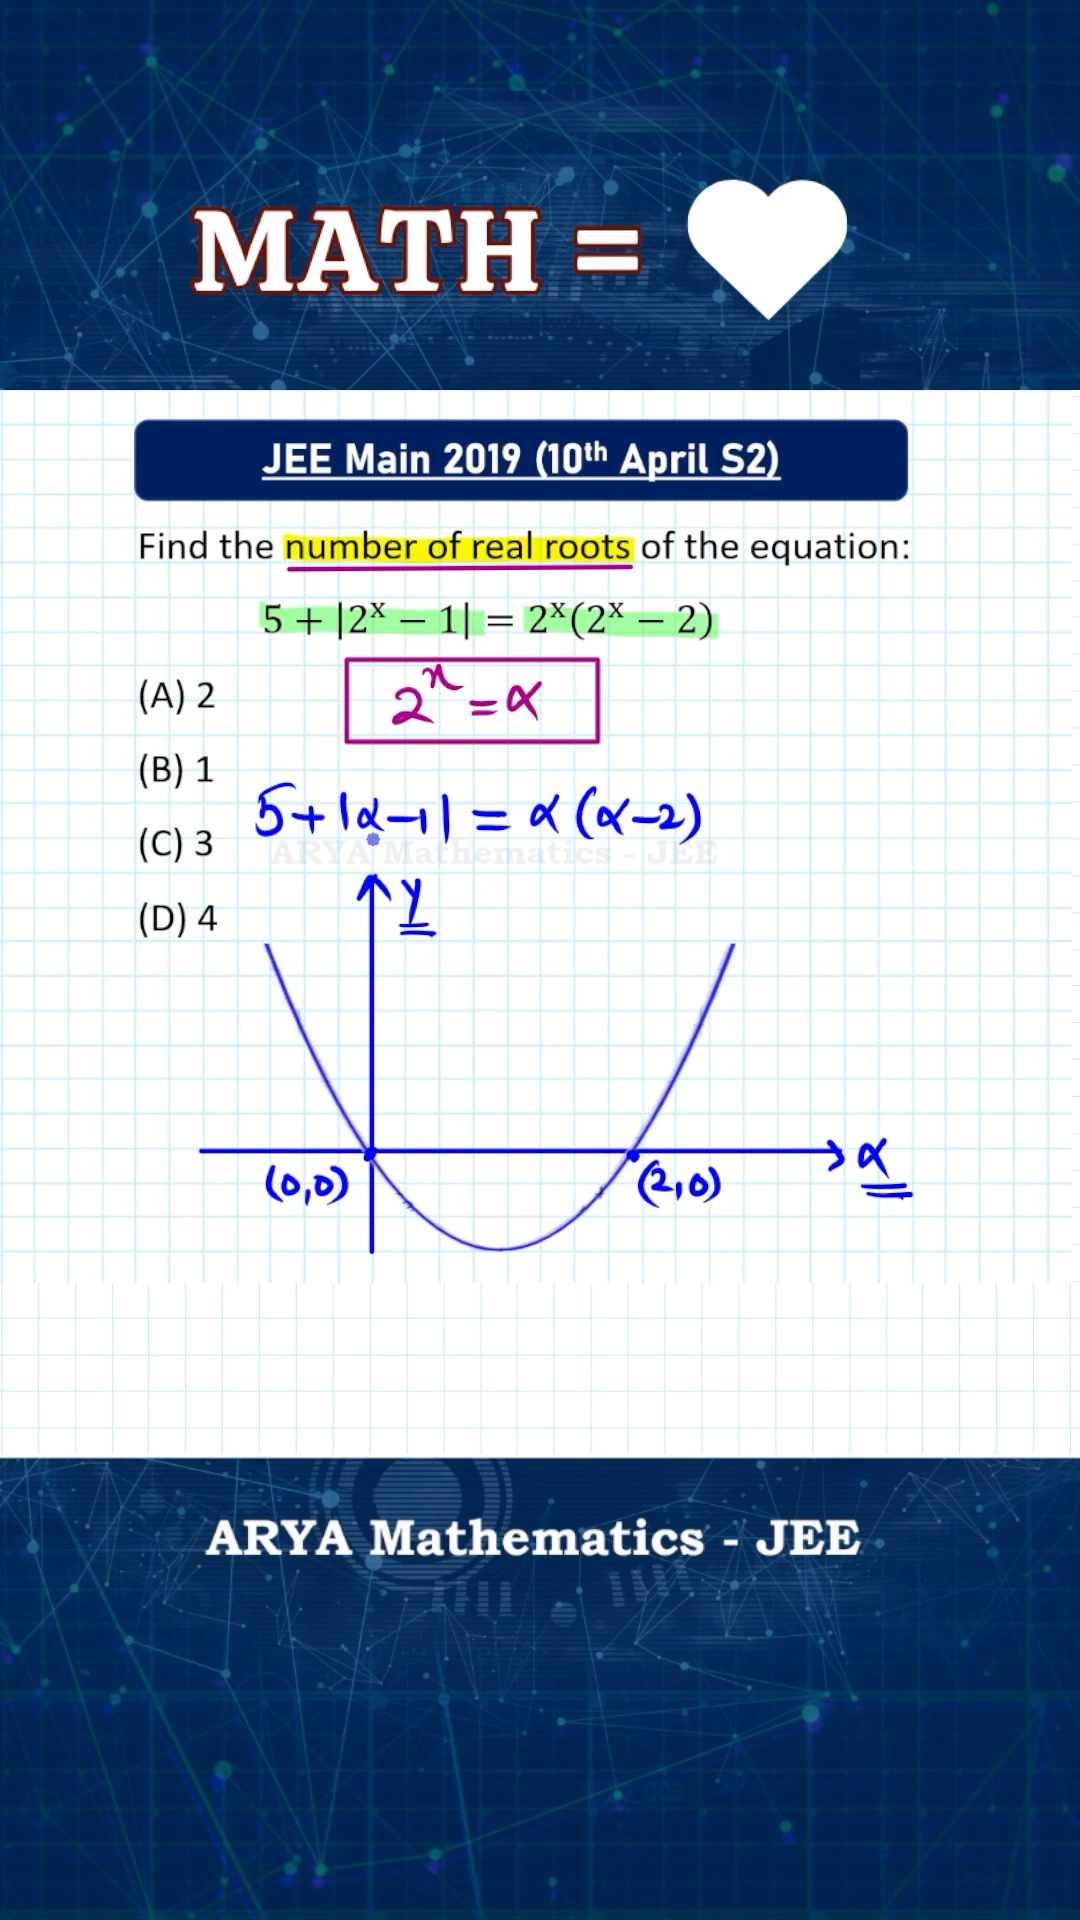 MATH =
JEE Main 2019 (10th April S2)
Find the number of real roots of the equation:
5 + |2ˣ − 1| = 2ˣ(2ˣ − 2)
(A) 2
2ˣ = α
(B) 1
5+|α−1| = α(α−2)
(C) 3
ARYA Mathematics - JEE
(D) 4
y
α
(0,0)
(2,0)
ARYA Mathematics - JEE